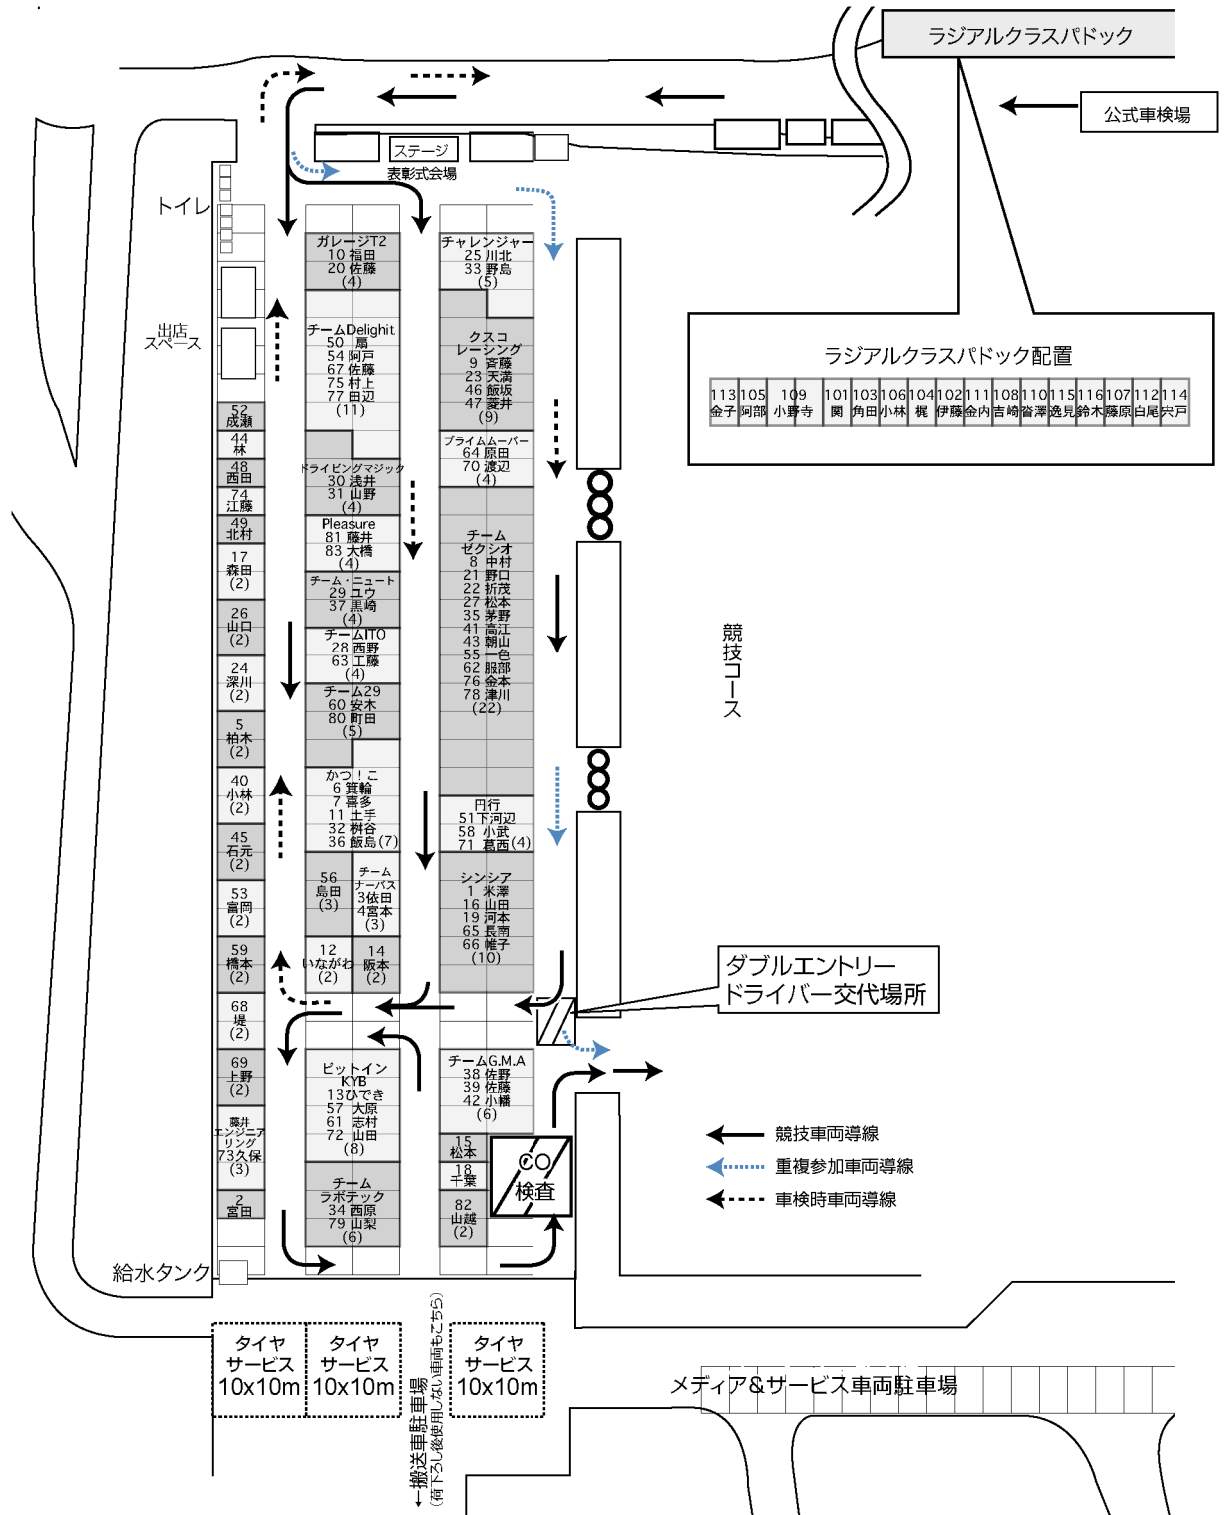 ラジアルクラスパドック
公式車検場
ステージ
表彰式会場
トイレ
出店
スペース
52
成瀬
44
林
48
西田
74
江藤
49
北村
17
森田
(2)
26
山口
(2)
24
深川
(2)
5
柏木
(2)
40
小林
(2)
45
石元
(2)
53
富岡
(2)
59
橋本
(2)
68
堤
(2)
69
上野
(2)
藤井
エンジニア
リング
73久保
(3)
2
宮田
給水タンク
ガレージT2
10 福田
20 佐藤
(4)
チームDelighit
50 扇
54 阿戸
67 佐藤
75 村上
77 田辺
(11)
ドライビングマジック
30 浅井
31 山野
(4)
Pleasure
81 藤井
83 大橋
(4)
チーム・ニュート
29 ユウ
37 黒崎
(4)
チームITO
28 西野
63 工藤
(4)
チーム29
60 安木
80 町田
(5)
かつ！こ
6 箕輪
7 喜多
11 土手
32 桝谷
36 飯島(7)
56
島田
(3)
チーム
ナーバス
3依田
4宮本
(3)
12
いながわ
(2)
14
阪本
(2)
ピットイン
KYB
13ひでき
57 大原
61 志村
72 山田
(8)
チーム
ラボテック
34 西原
79 山梨
(6)
チャレンジャー
25 川北
33 野島
(5)
クスコ
レーシング
9 斉藤
23 天満
46 飯坂
47 菱井
(9)
プライムムーバー
64 原田
70 渡辺
(4)
チーム
ゼクシオ
8 中村
21 野口
22 折茂
27 松本
35 茅野
41 高江
43 朝山
55 一色
62 服部
76 金本
78 津川
(22)
円行
51下河辺
58 小武
71 葛西(4)
シンシア
1 米澤
16 山田
19 河本
65 長南
66 帷子
(10)
チームG.M.A
38 佐野
39 佐藤
42 小幡
(6)
15
松本
18
千葉
82
山越
(2)
CO
検査
ラジアルクラスパドック配置
113 105 109 101 103 106 104 102 111 108 110 115 116 107 112 114
金子 阿部 小野寺 関 角田 小林 梶 伊藤 金内 吉崎 沓澤 逸見 鈴木 藤原 白尾 宍戸
競技コース
ダブルエントリー
ドライバー交代場所
競技車両導線
重複参加車両導線
車検時車両導線
タイヤ
サービス
10x10m
タイヤ
サービス
10x10m
タイヤ
サービス
10x10m
←搬送車駐車場
(荷下ろし後使用しない車両もこちら)
メディア&サービス車両駐車場